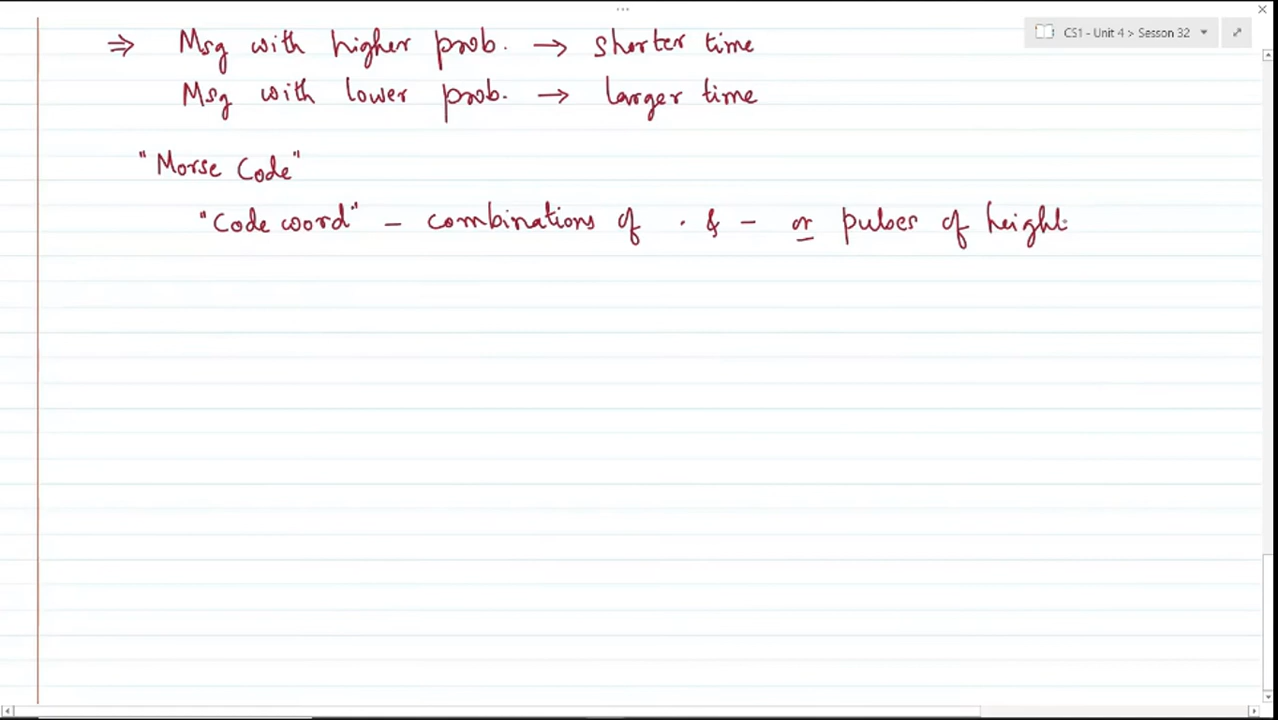 CS1 - Unit 4 > Sesson 32
⇒ Msg with higher prob. → shorter time
Msg with lower prob. → larger time
"Morse Code"
"Code word" – combinations of · & – or pulses of height